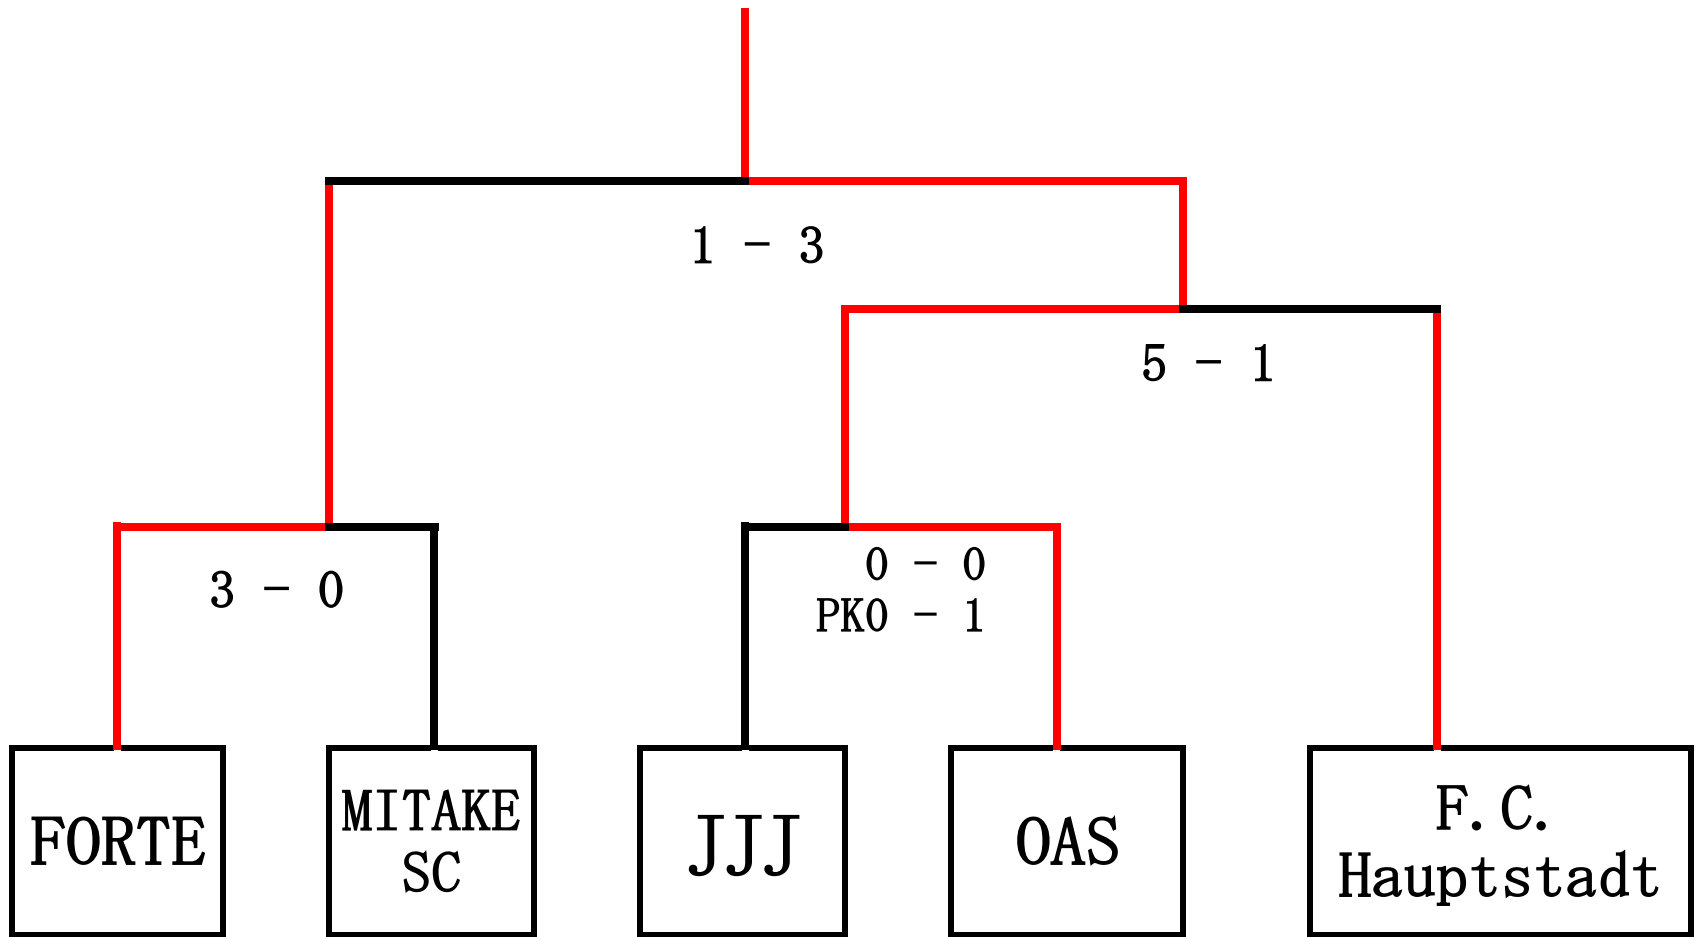 1 - 3
5 - 1
3 - 0
0 - 0
PK0 - 1
FORTE
MITAKE
SC
JJJ
OAS
F.C.
Hauptstadt